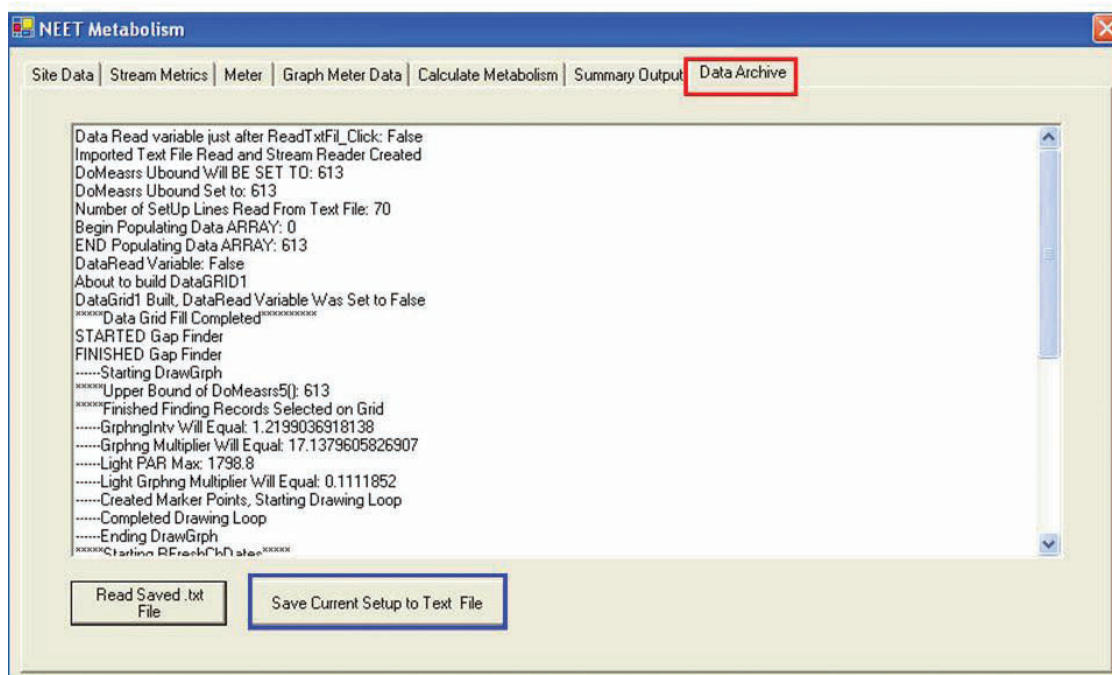 NEET Metabolism
Site Data Stream Metrics Meter Graph Meter Data Calculate Metabolism Summary Output Data Archive
Data Read variable just after ReadTxtFil_Click: False
Imported Text File Read and Stream Reader Created
DoMeasrs Ubound Will BE SET TO: 613
DoMeasrs Ubound Set to: 613
Number of SetUp Lines Read From Text File: 70
Begin Populating Data ARRAY: 0
END Populating Data ARRAY: 613
DataRead Variable: False
About to build DataGRID1
DataGrid1 Built, DataRead Variable Was Set to False
*****Data Grid Fill Completed**********
STARTED Gap Finder
FINISHED Gap Finder
------Starting DrawGrph
*****Upper Bound of DoMeasrs5(): 613
*****Finished Finding Records Selected on Grid
------GrphngIntv Will Equal: 1.2199036918138
------Grphng Multiplier Will Equal: 17.1379605826907
------Light PAR Max: 1798.8
------Light Grphng Multiplier Will Equal: 0.1111852
------Created Marker Points, Starting Drawing Loop
------Completed Drawing Loop
------Ending DrawGrph
*****Starting RFreshCbDates*****
Read Saved .txt
File
Save Current Setup to Text File